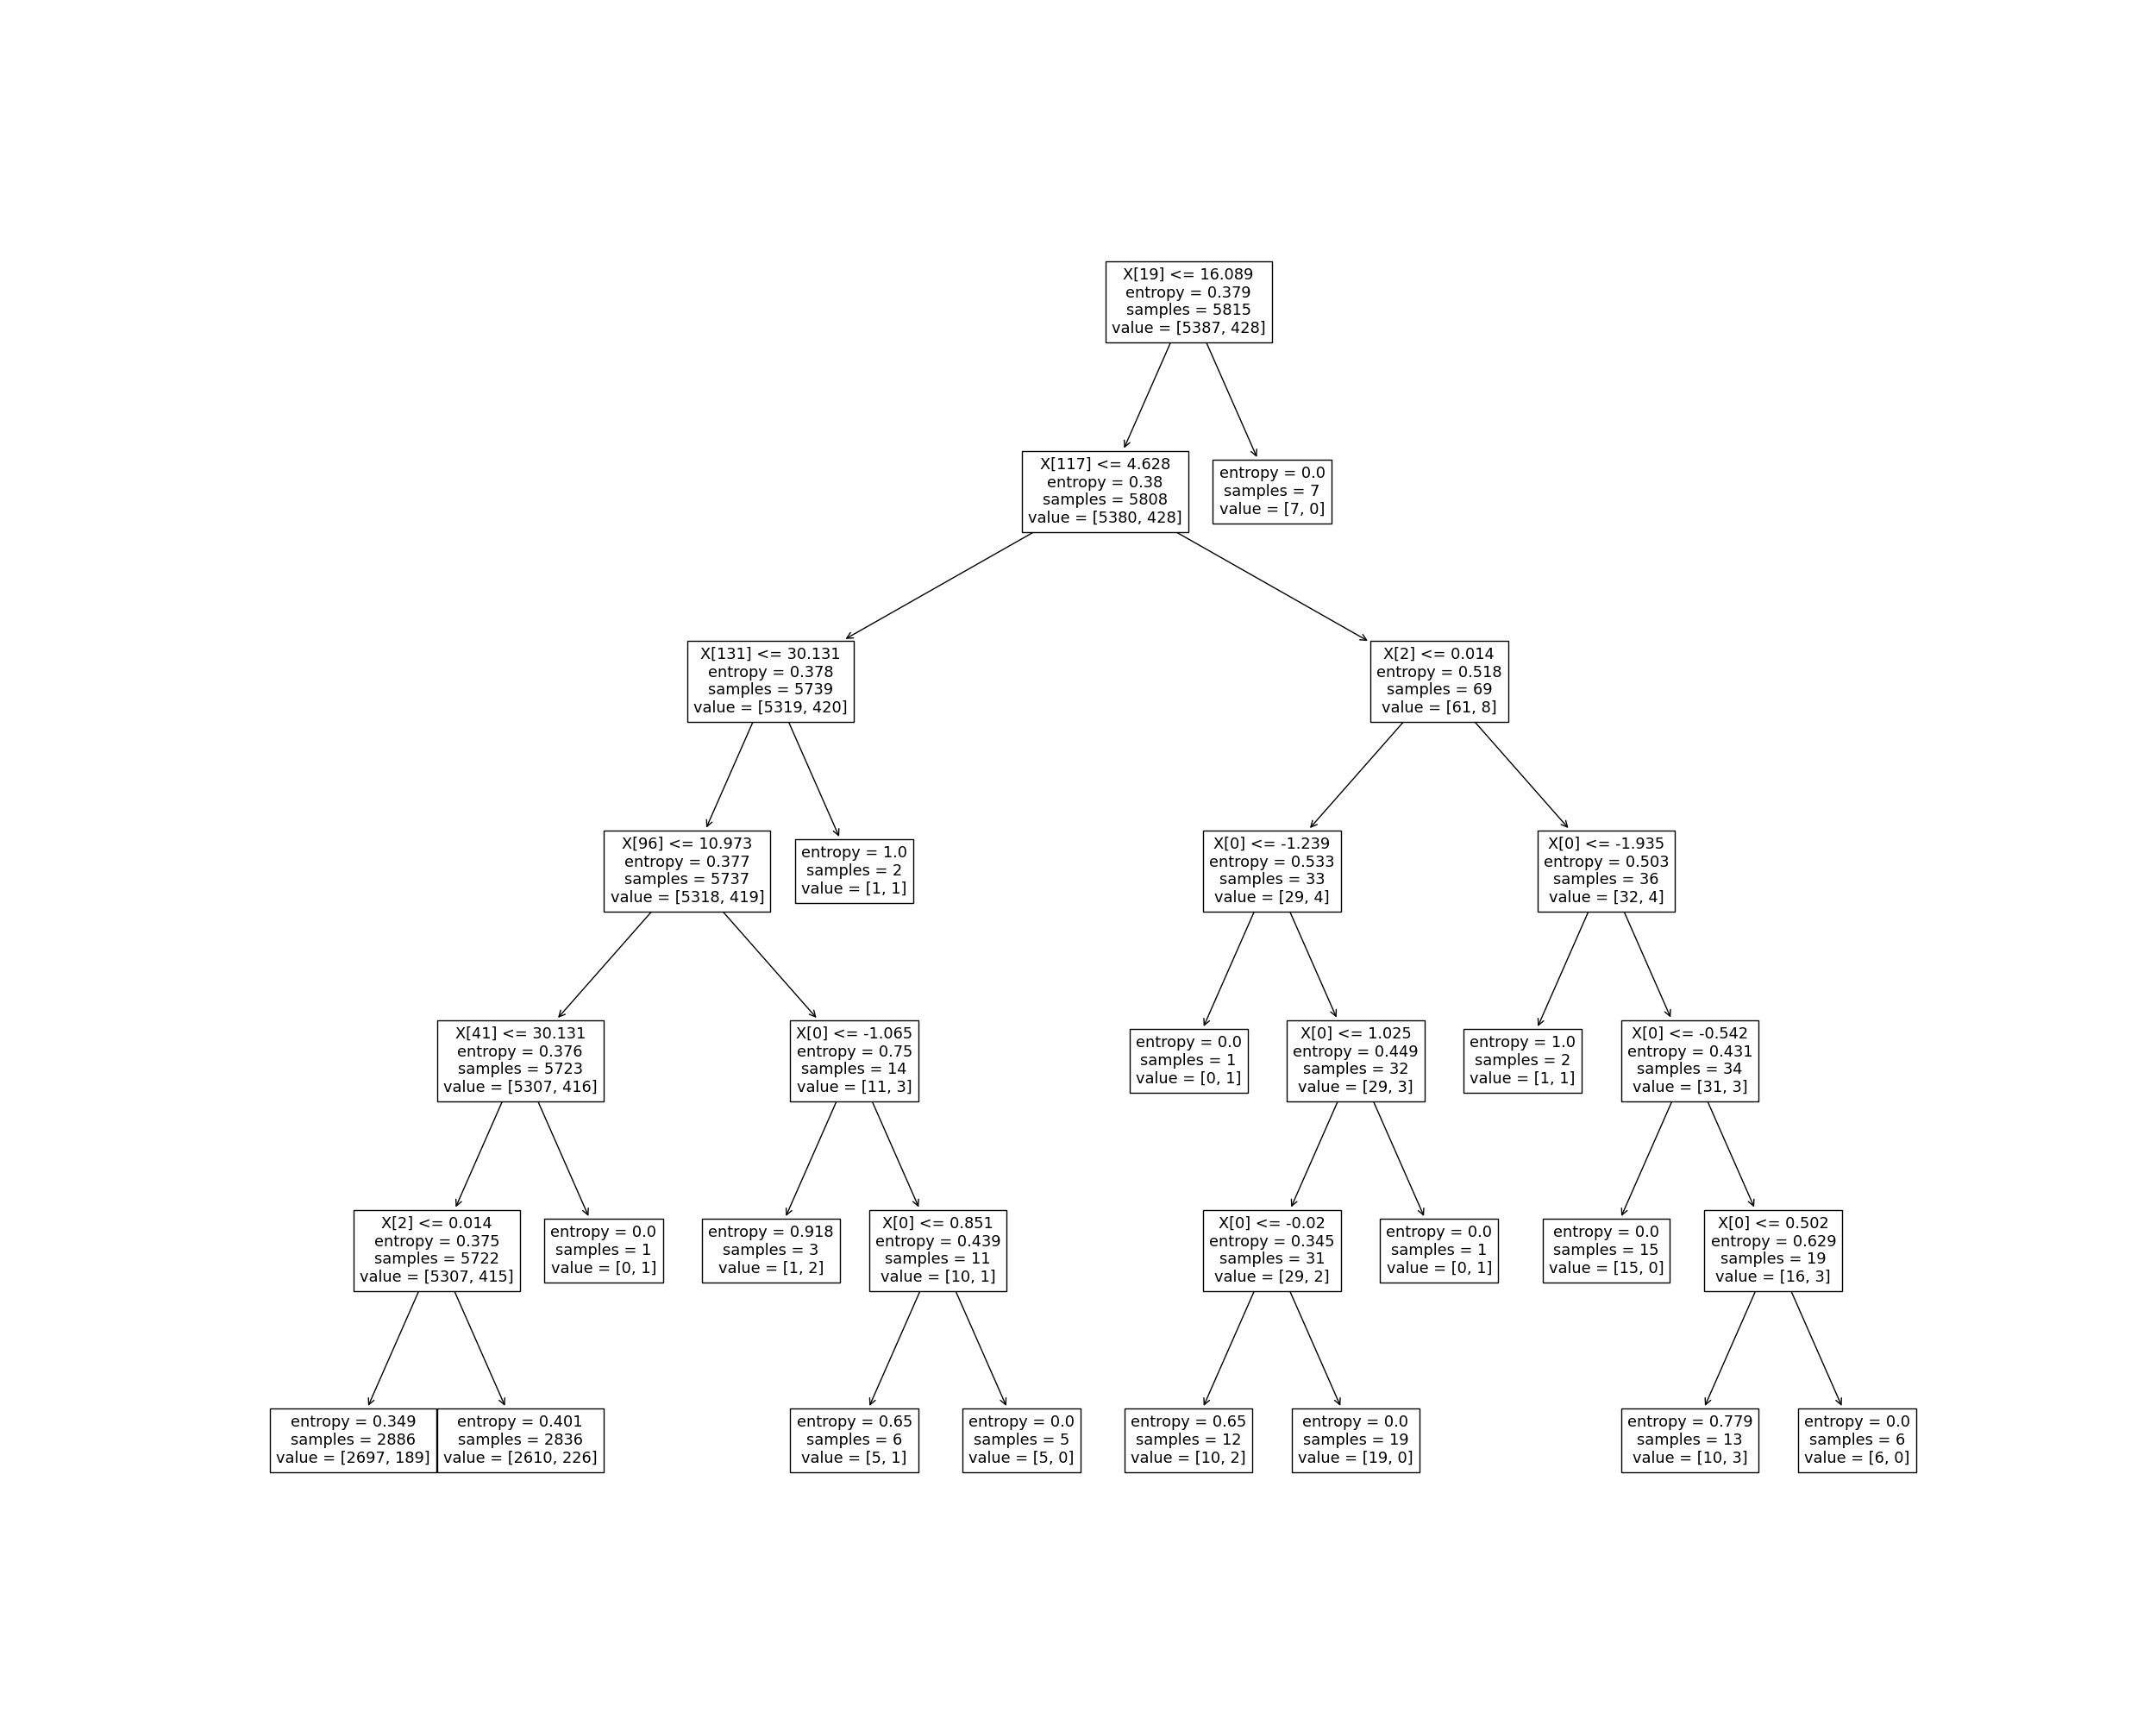 X[19] <= 16.089
entropy = 0.379
samples = 5815
value = [5387, 428]
X[117] <= 4.628
entropy = 0.38
samples = 5808
value = [5380, 428]
entropy = 0.0
samples = 7
value = [7, 0]
X[131] <= 30.131
entropy = 0.378
samples = 5739
value = [5319, 420]
X[2] <= 0.014
entropy = 0.518
samples = 69
value = [61, 8]
X[96] <= 10.973
entropy = 0.377
samples = 5737
value = [5318, 419]
entropy = 1.0
samples = 2
value = [1, 1]
X[0] <= -1.239
entropy = 0.533
samples = 33
value = [29, 4]
X[0] <= -1.935
entropy = 0.503
samples = 36
value = [32, 4]
X[41] <= 30.131
entropy = 0.376
samples = 5723
value = [5307, 416]
X[0] <= -1.065
entropy = 0.75
samples = 14
value = [11, 3]
entropy = 0.0
samples = 1
value = [0, 1]
X[0] <= 1.025
entropy = 0.449
samples = 32
value = [29, 3]
entropy = 1.0
samples = 2
value = [1, 1]
X[0] <= -0.542
entropy = 0.431
samples = 34
value = [31, 3]
X[2] <= 0.014
entropy = 0.375
samples = 5722
value = [5307, 415]
entropy = 0.0
samples = 1
value = [0, 1]
entropy = 0.918
samples = 3
value = [1, 2]
X[0] <= 0.851
entropy = 0.439
samples = 11
value = [10, 1]
X[0] <= -0.02
entropy = 0.345
samples = 31
value = [29, 2]
entropy = 0.0
samples = 1
value = [0, 1]
entropy = 0.0
samples = 15
value = [15, 0]
X[0] <= 0.502
entropy = 0.629
samples = 19
value = [16, 3]
entropy = 0.349
samples = 2886
value = [2697, 189]
entropy = 0.401
samples = 2836
value = [2610, 226]
entropy = 0.65
samples = 6
value = [5, 1]
entropy = 0.0
samples = 5
value = [5, 0]
entropy = 0.65
samples = 12
value = [10, 2]
entropy = 0.0
samples = 19
value = [19, 0]
entropy = 0.779
samples = 13
value = [10, 3]
entropy = 0.0
samples = 6
value = [6, 0]